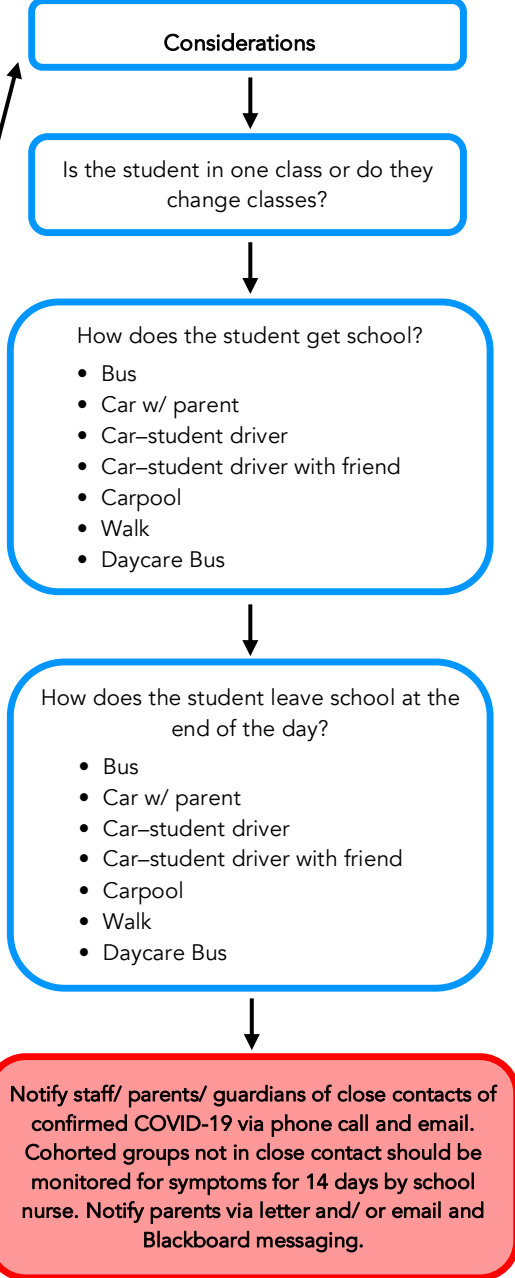 Considerations
Is the student in one class or do they
change classes?
How does the student get school?
• Bus
• Car w/ parent
• Car–student driver
• Car–student driver with friend
• Carpool
• Walk
• Daycare Bus
How does the student leave school at the
end of the day?
• Bus
• Car w/ parent
• Car–student driver
• Car–student driver with friend
• Carpool
• Walk
• Daycare Bus
Notify staff/ parents/ guardians of close contacts of
confirmed COVID-19 via phone call and email.
Cohorted groups not in close contact should be
monitored for symptoms for 14 days by school
nurse. Notify parents via letter and/ or email and
Blackboard messaging.